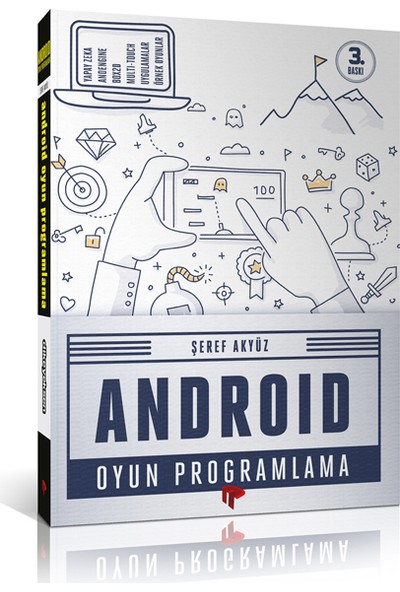 YAPAY ZEKA
ANDENGINE
BOX2D
MULTI-TOUCH
UYGULAMALAR
ÖRNEK OYUNLAR
3.
BASKI
100
ŞEREF AKYÜZ
ANDROID
OYUN PROGRAMLAMA
android oyun programlama
dikeyeksen